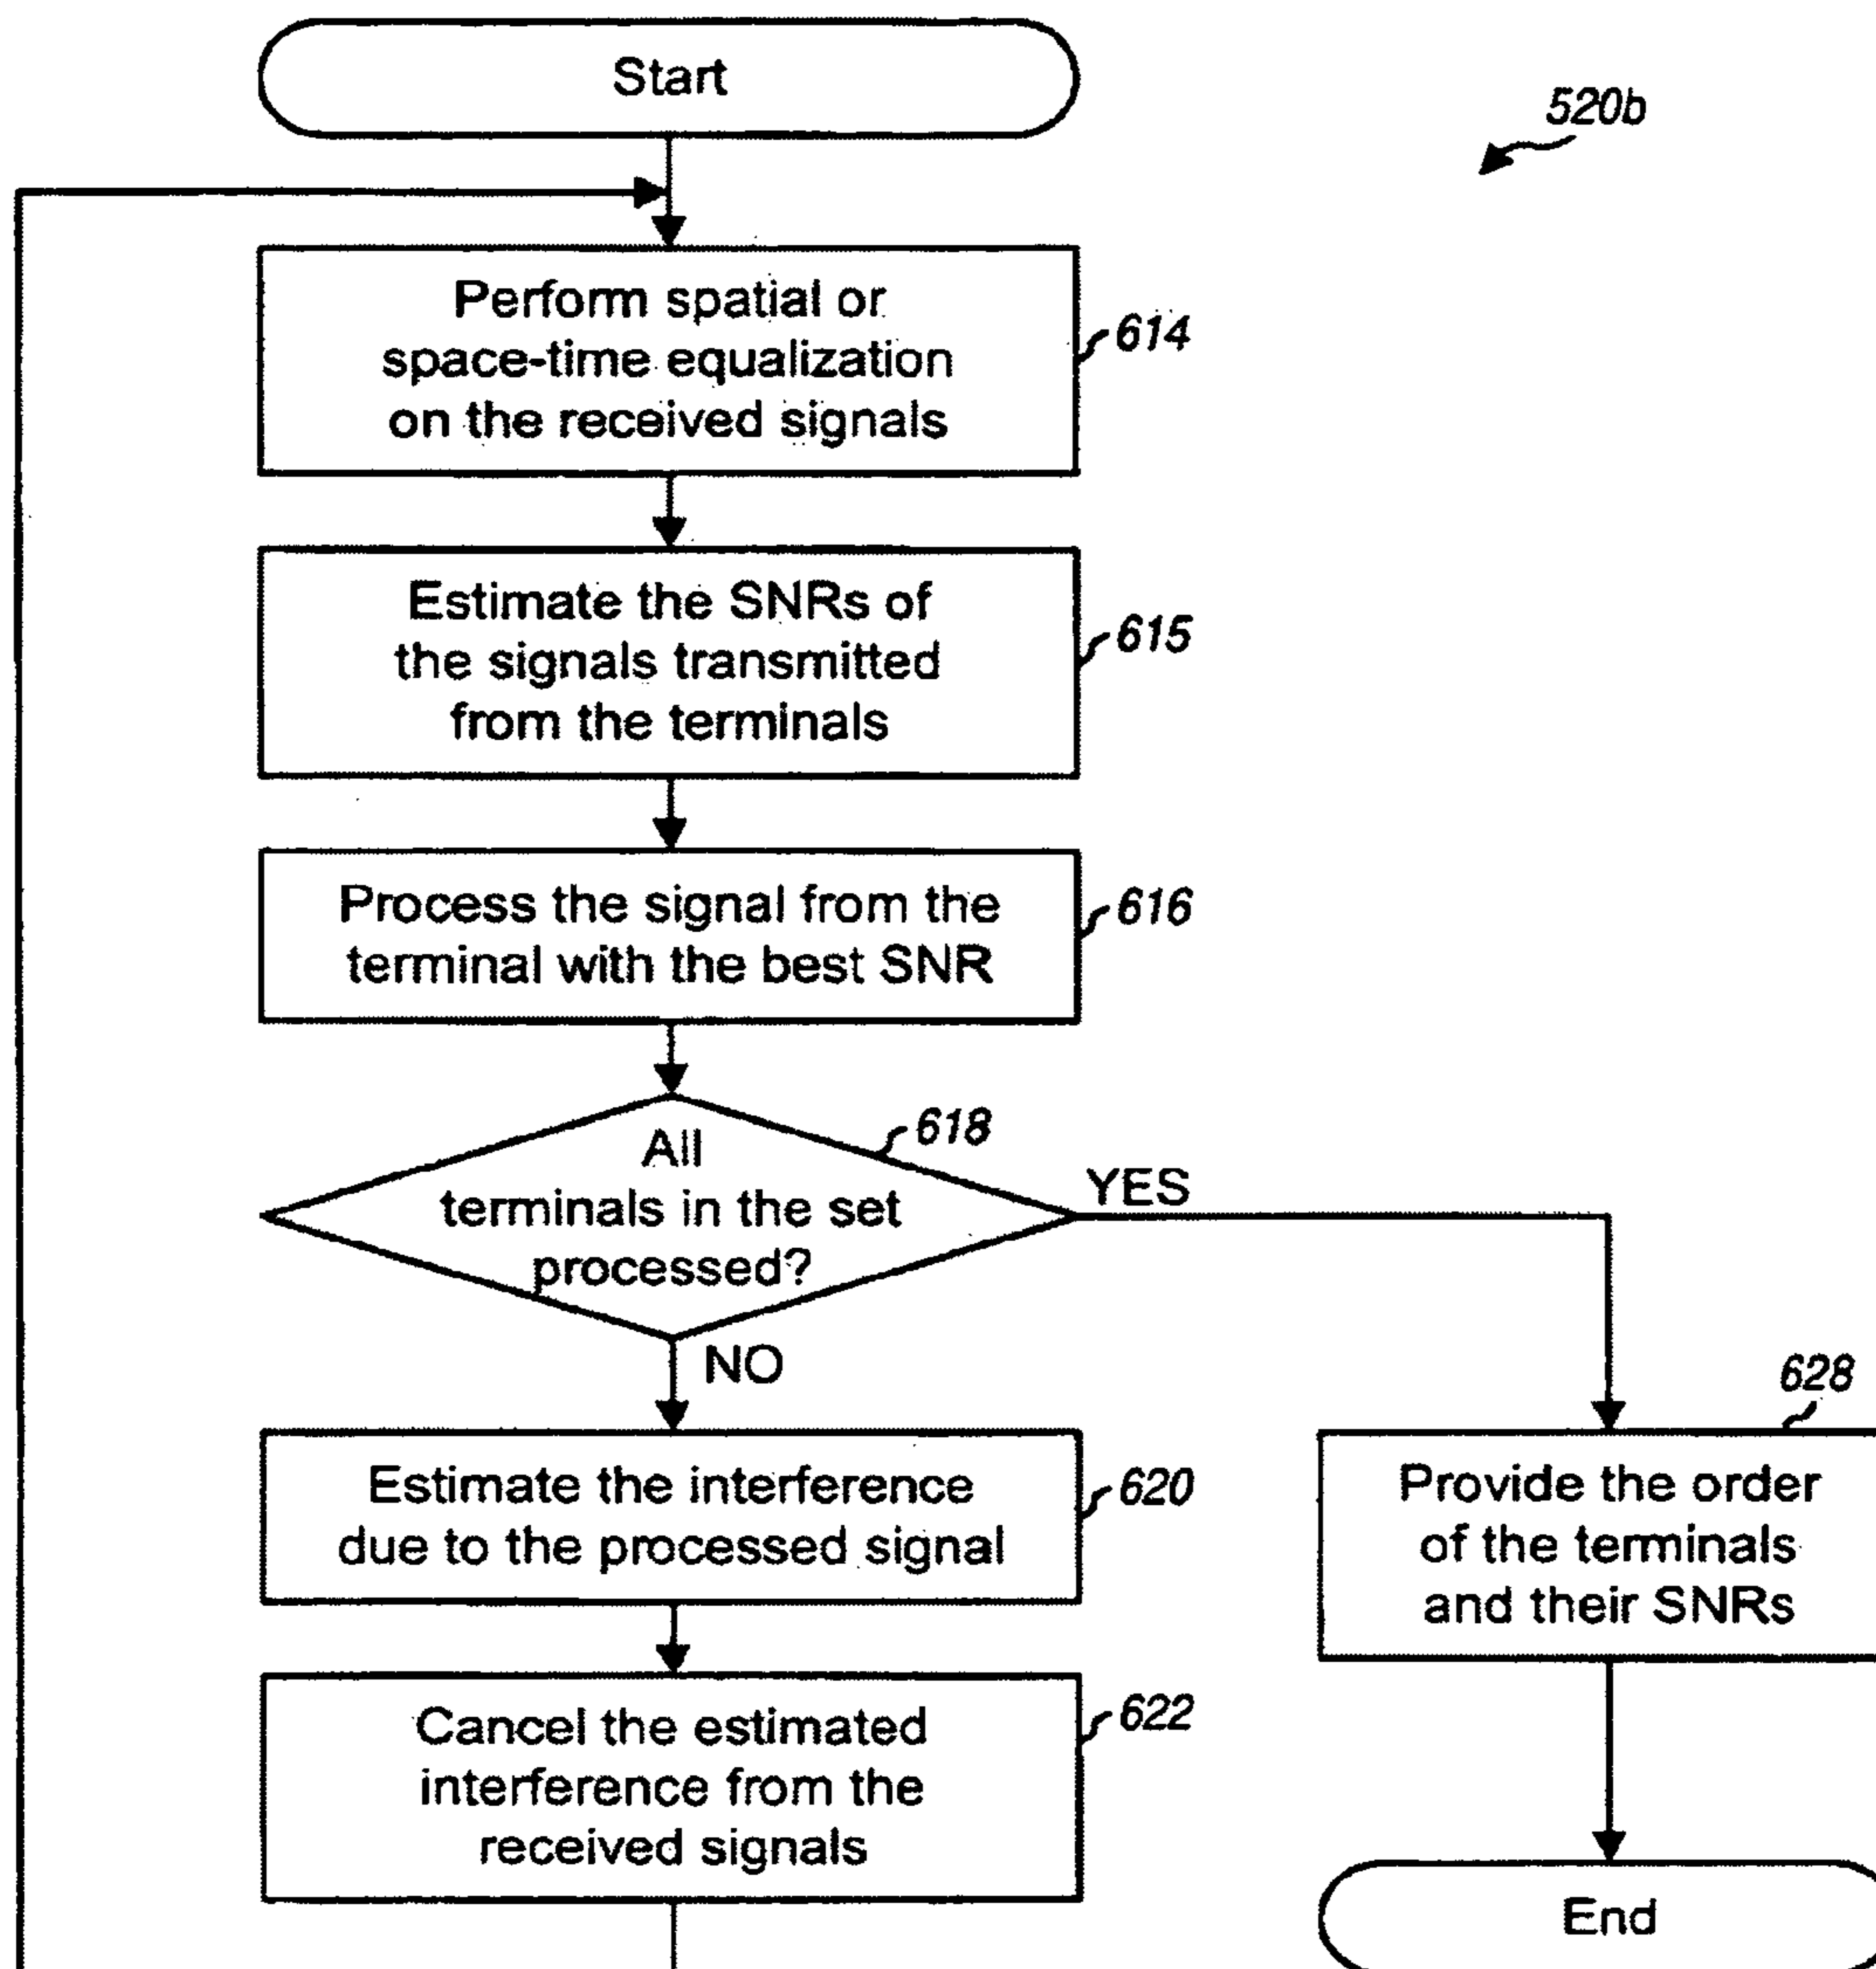 Start
520b
Perform spatial or
space-time equalization
on the received signals
614
Estimate the SNRs of
the signals transmitted
from the terminals
615
Process the signal from the
terminal with the best SNR
616
All
terminals in the set
processed?
618
YES
NO
Estimate the interference
due to the processed signal
620
628
Provide the order
of the terminals
and their SNRs
Cancel the estimated
interference from the
received signals
622
End